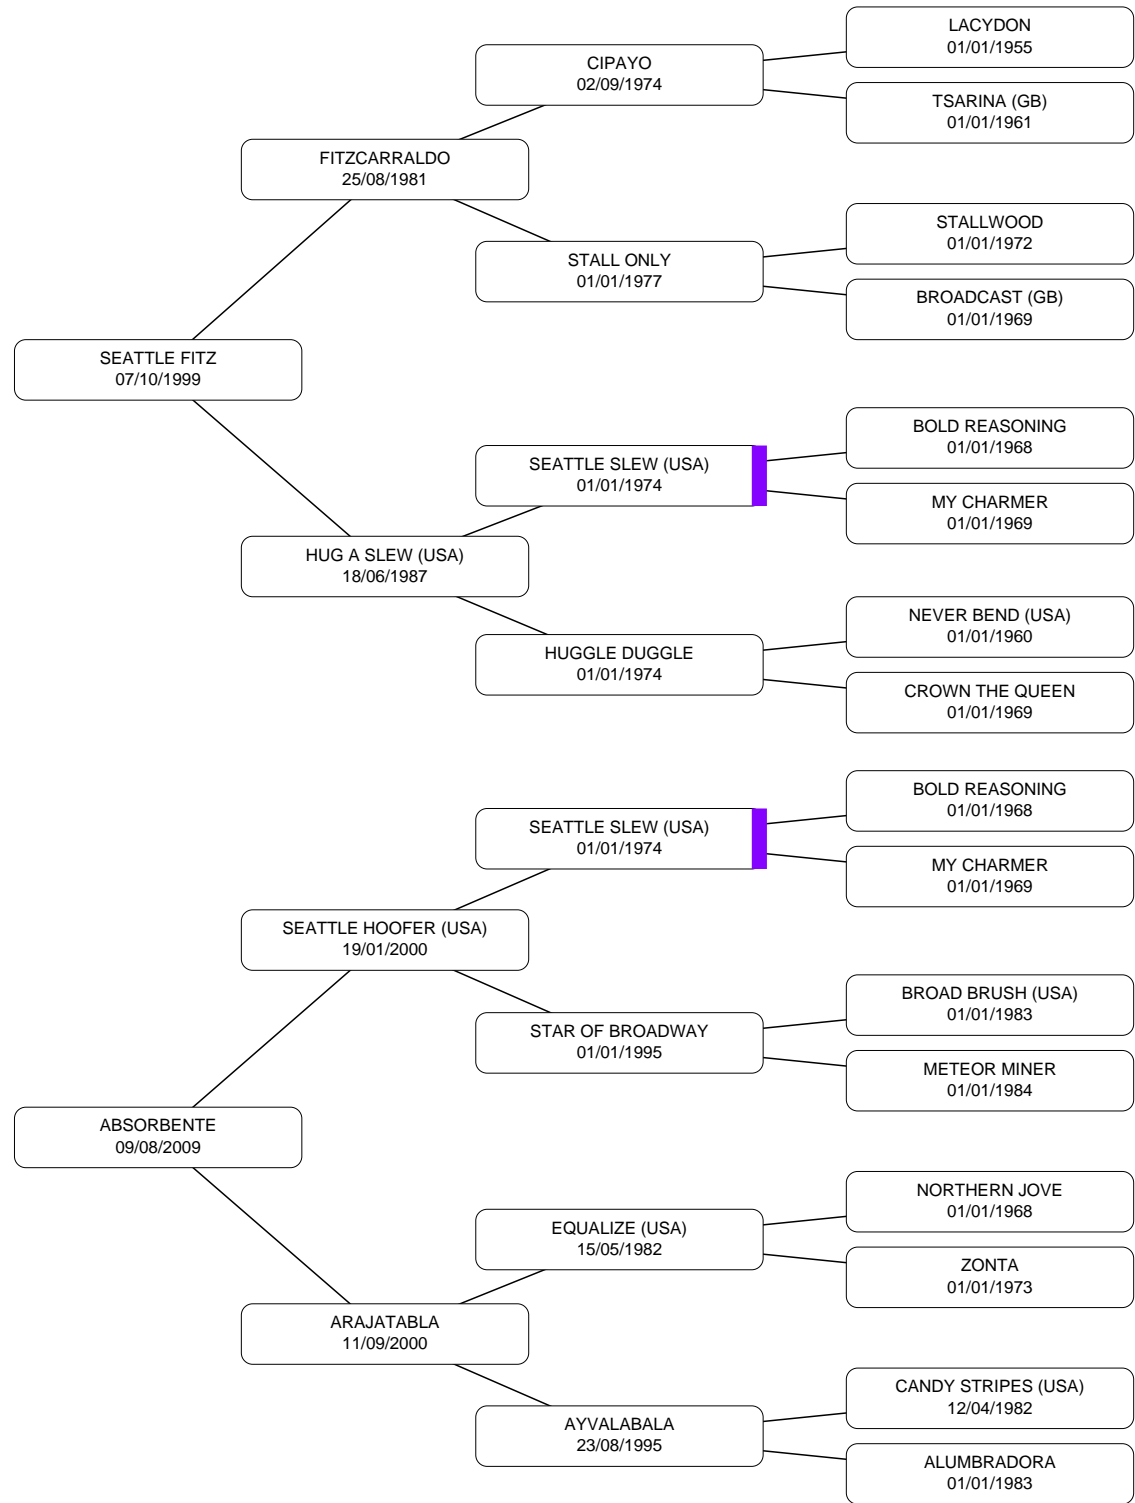 LACYDON
01/01/1955
CIPAYO
02/09/1974
TSARINA (GB)
01/01/1961
FITZCARRALDO
25/08/1981
STALLWOOD
01/01/1972
STALL ONLY
01/01/1977
BROADCAST (GB)
01/01/1969
SEATTLE FITZ
07/10/1999
BOLD REASONING
01/01/1968
SEATTLE SLEW (USA)
01/01/1974
MY CHARMER
01/01/1969
HUG A SLEW (USA)
18/06/1987
NEVER BEND (USA)
01/01/1960
HUGGLE DUGGLE
01/01/1974
CROWN THE QUEEN
01/01/1969
BOLD REASONING
01/01/1968
SEATTLE SLEW (USA)
01/01/1974
MY CHARMER
01/01/1969
SEATTLE HOOFER (USA)
19/01/2000
BROAD BRUSH (USA)
01/01/1983
STAR OF BROADWAY
01/01/1995
METEOR MINER
01/01/1984
ABSORBENTE
09/08/2009
NORTHERN JOVE
01/01/1968
EQUALIZE (USA)
15/05/1982
ZONTA
01/01/1973
ARAJATABLA
11/09/2000
CANDY STRIPES (USA)
12/04/1982
AYVALABALA
23/08/1995
ALUMBRADORA
01/01/1983